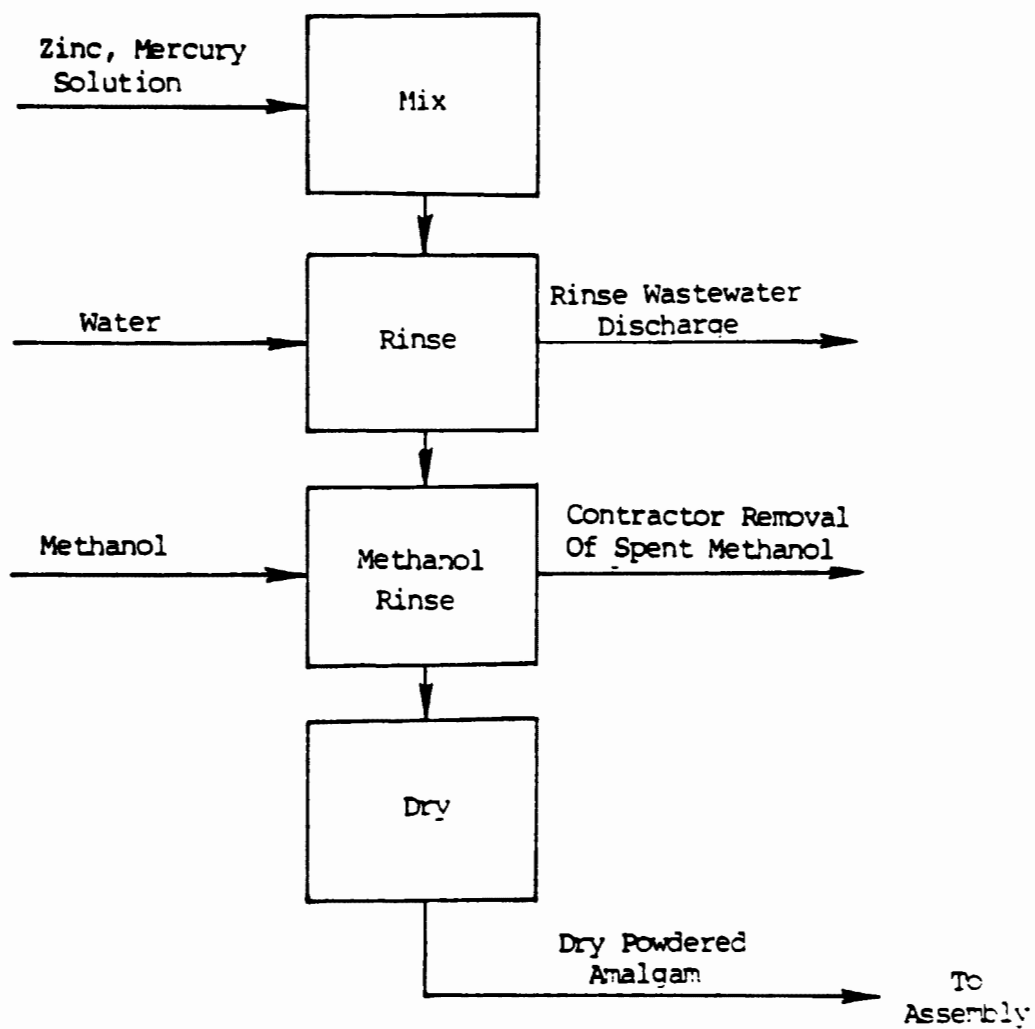 Zinc, Mercury
Solution
Mix
Water
Rinse
Rinse Wastewater
Discharge
Methanol
Methanol
Rinse
Contractor Removal
Of Spent Methanol
Dry
Dry Powdered
Amalgam
To
Assembly